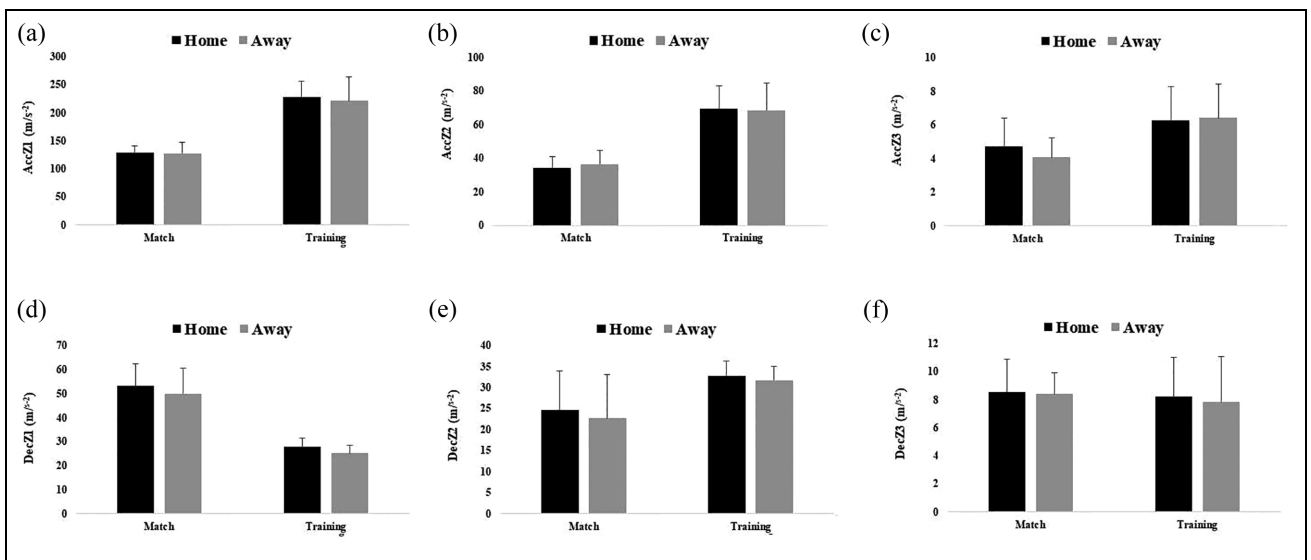 (a)
Home Away
AccZ1 (m/s-2)
300
250
200
150
100
50
0
Match Training
(b)
Home Away
AccZ2 (m/s-2)
100
80
60
40
20
0
Match Training
(c)
Home Away
AccZ3 (m/s-2)
10
8
6
4
2
0
Match Training
(d)
Home Away
DecZ1 (m/s-2)
70
60
50
40
30
20
10
0
Match Training
(e)
Home Away
DecZ2 (m/s-2)
40
35
30
25
20
15
10
5
0
Match Training
(f)
Home Away
DecZ3 (m/s-2)
12
10
8
6
4
2
0
Match Training